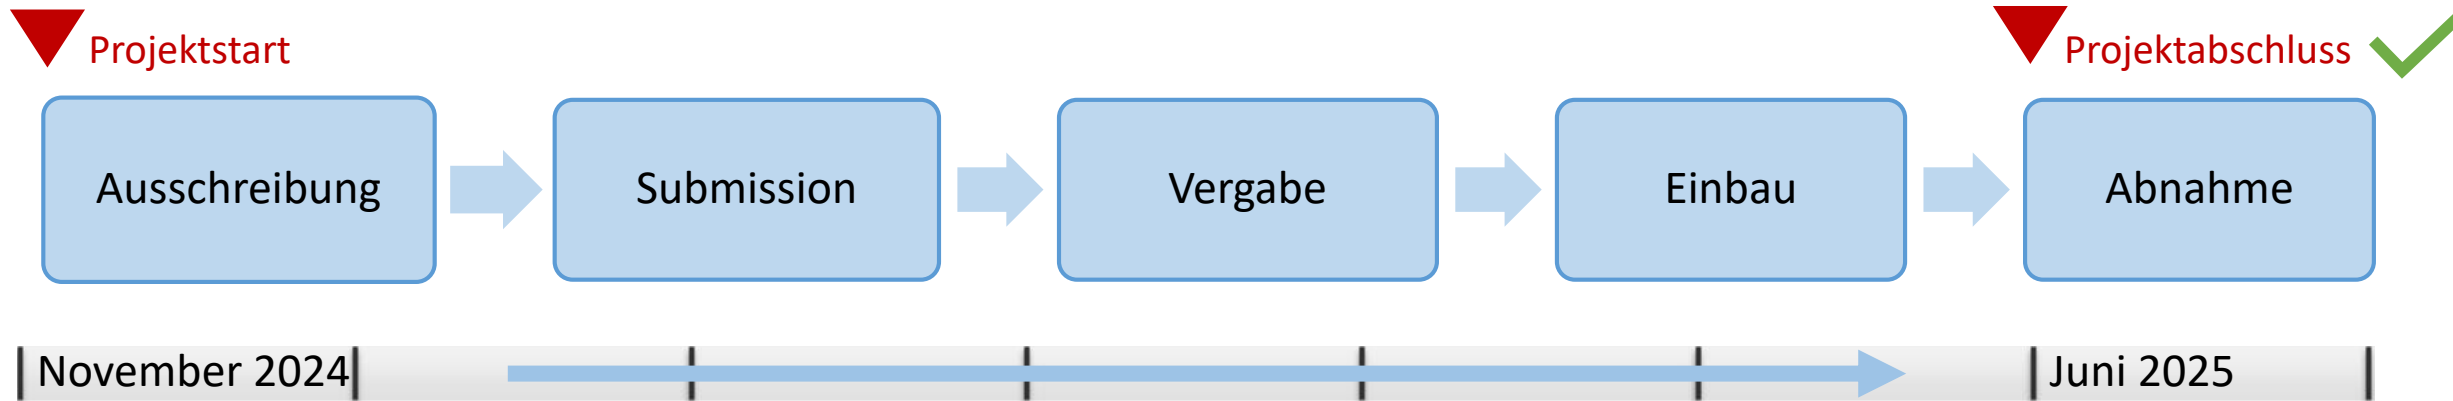 Projektstart
Projektabschluss
Ausschreibung
Submission
Vergabe
Einbau
Abnahme
November 2024
Juni 2025